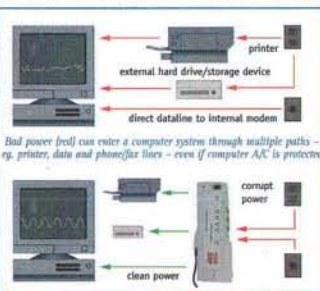 printer
external hard drive/storage device
direct dataline to internal modem
Bad power (red) can enter a computer system through multiple paths –
eg. printer, data and phone/fax lines – even if computer A/C is protected
corrupt
power
clean power